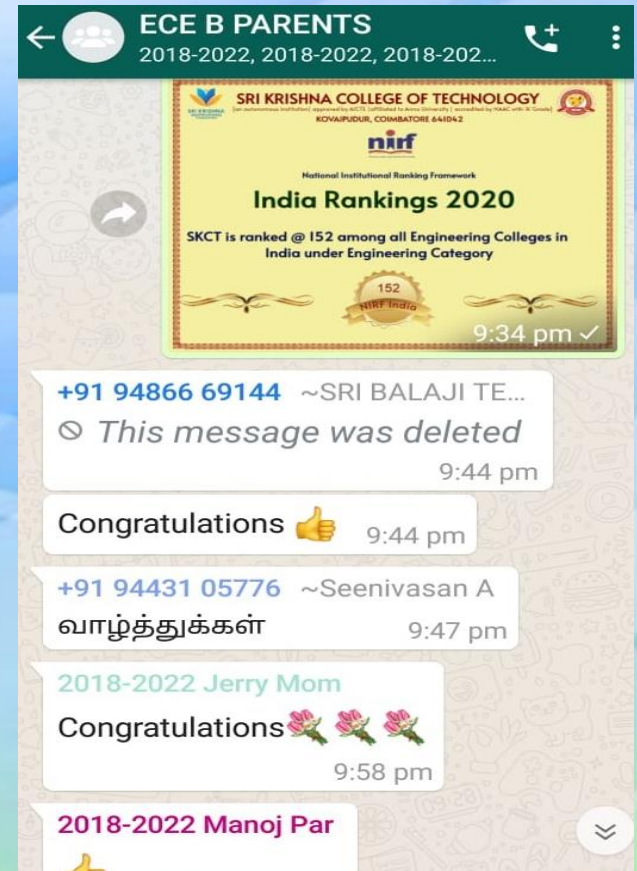 ECE B PARENTS
2018-2022, 2018-2022, 2018-202...
SRI KRISHNA COLLEGE OF TECHNOLOGY
KOVAIPUDUR, COIMBATORE 641042
nirf
National Institutional Ranking Framework
India Rankings 2020
SKCT is ranked @ 152 among all Engineering Colleges in
India under Engineering Category
152
NIRF India
9:34 pm
+91 94866 69144 ~SRI BALAJI TE...
This message was deleted
9:44 pm
Congratulations 👍 9:44 pm
+91 94431 05776 ~Seenivasan A
வாழ்த்துக்கள் 9:47 pm
2018-2022 Jerry Mom
Congratulations💐💐💐
9:58 pm
2018-2022 Manoj Par